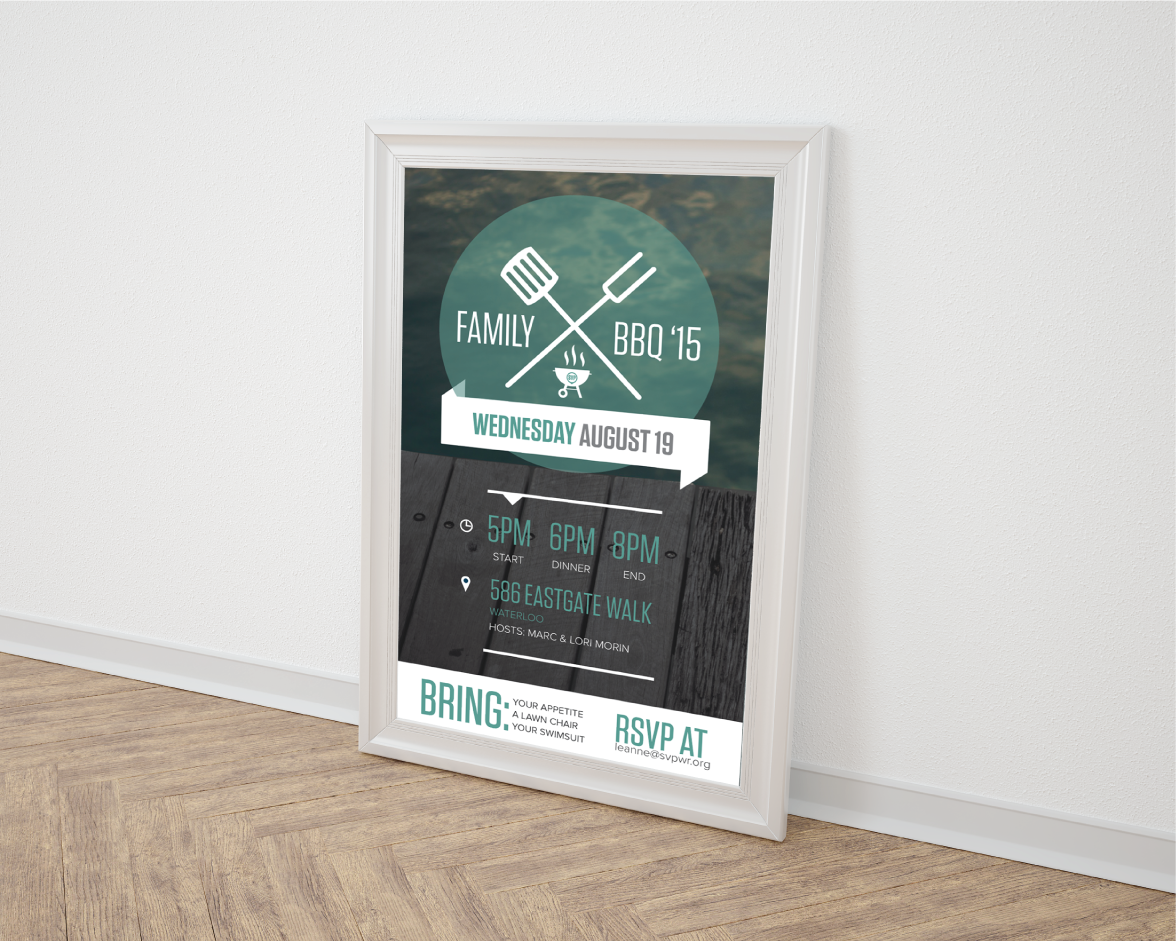 FAMILY BBQ '15
WEDNESDAY AUGUST 19
5PM 6PM 8PM
START DINNER END
586 EASTGATE WALK
WATERLOO
HOSTS: MARC & LORI MORIN
BRING:
YOUR APPETITE
A LAWN CHAIR
YOUR SWIMSUIT
RSVP AT
leanne@svpwr.org